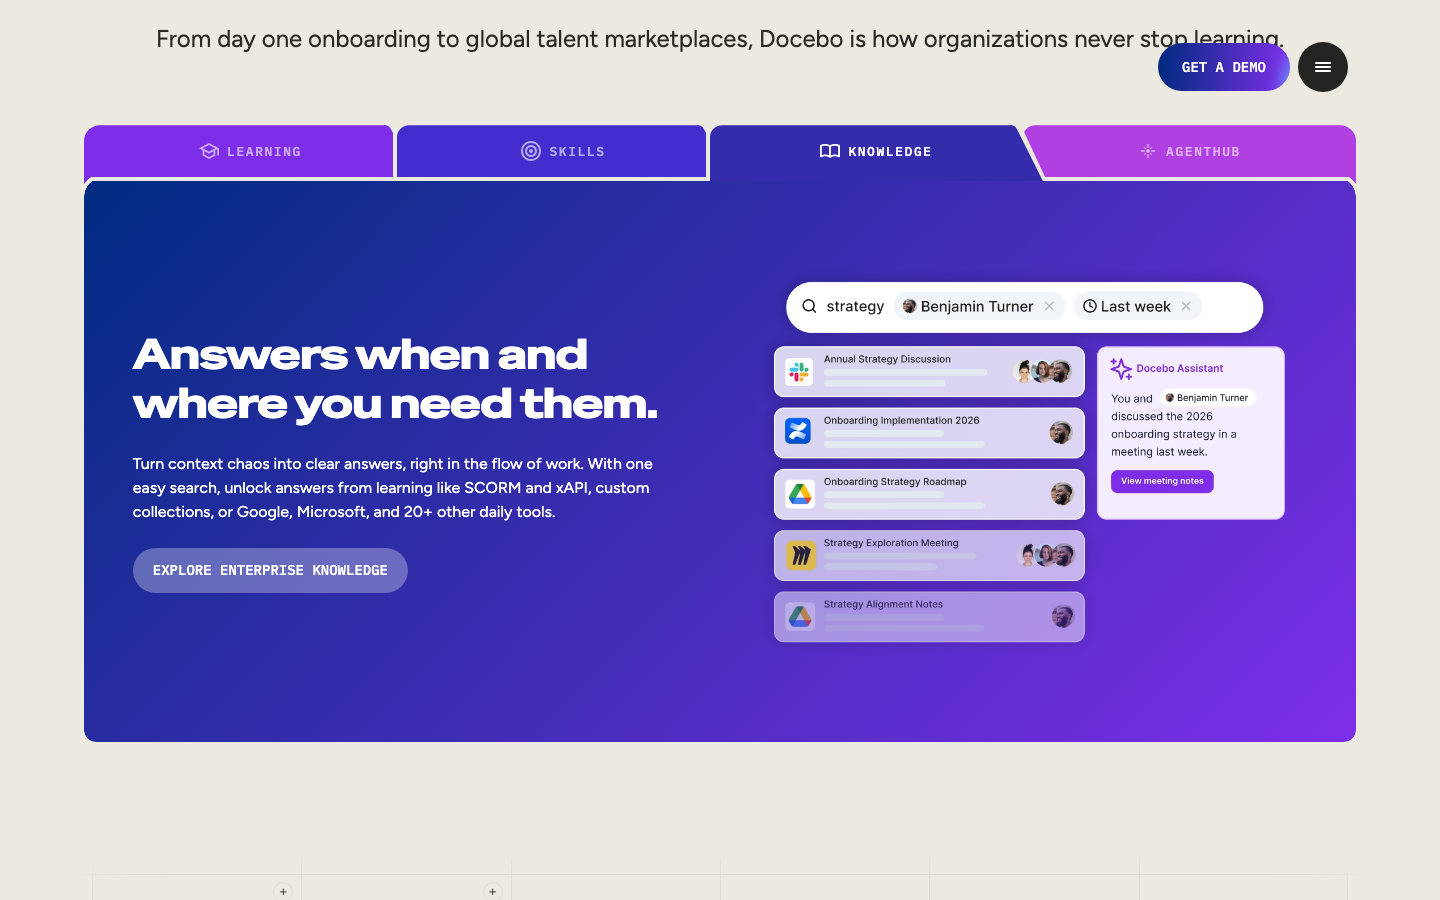 From day one onboarding to global talent marketplaces, Docebo is how organizations never stop learning.
GET A DEMO
LEARNING
SKILLS
KNOWLEDGE
AGENTHUB
Answers when and
where you need them.
Turn context chaos into clear answers, right in the flow of work. With one
easy search, unlock answers from learning like SCORM and xAPI, custom
collections, or Google, Microsoft, and 20+ other daily tools.
EXPLORE ENTERPRISE KNOWLEDGE
strategy Benjamin Turner Last week
Annual Strategy Discussion
Onboarding Implementation 2026
Onboarding Strategy Roadmap
Strategy Exploration Meeting
Strategy Alignment Notes
Docebo Assistant
You and Benjamin Turner
discussed the 2026
onboarding strategy in a
meeting last week.
View meeting notes